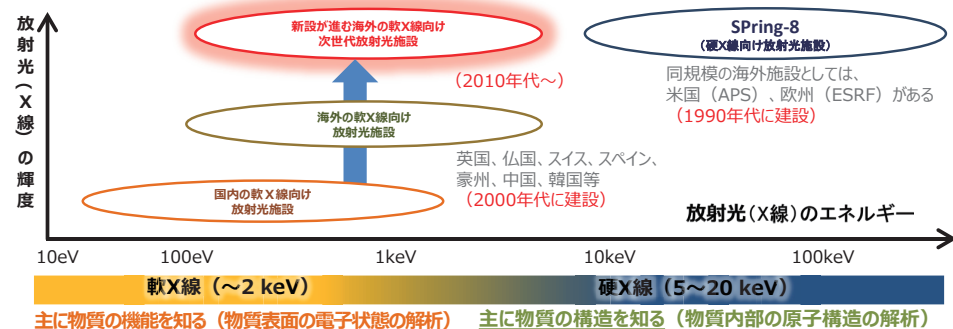 放射光(X線)の輝度
新設が進む海外の軟X線向け
次世代放射光施設
SPring-8
(硬X線向け放射光施設)
(2010年代~)
同規模の海外施設としては、
米国(APS)、欧州(ESRF)がある
(1990年代に建設)
海外の軟X線向け
放射光施設
英国、仏国、スイス、スペイン、
豪州、中国、韓国等
(2000年代に建設)
国内の軟X線向け
放射光施設
放射光(X線)のエネルギー
10eV 100eV 1keV 10keV 100keV
軟X線(~2 keV) 硬X線(5~20 keV)
主に物質の機能を知る(物質表面の電子状態の解析) 主に物質の構造を知る(物質内部の原子構造の解析)